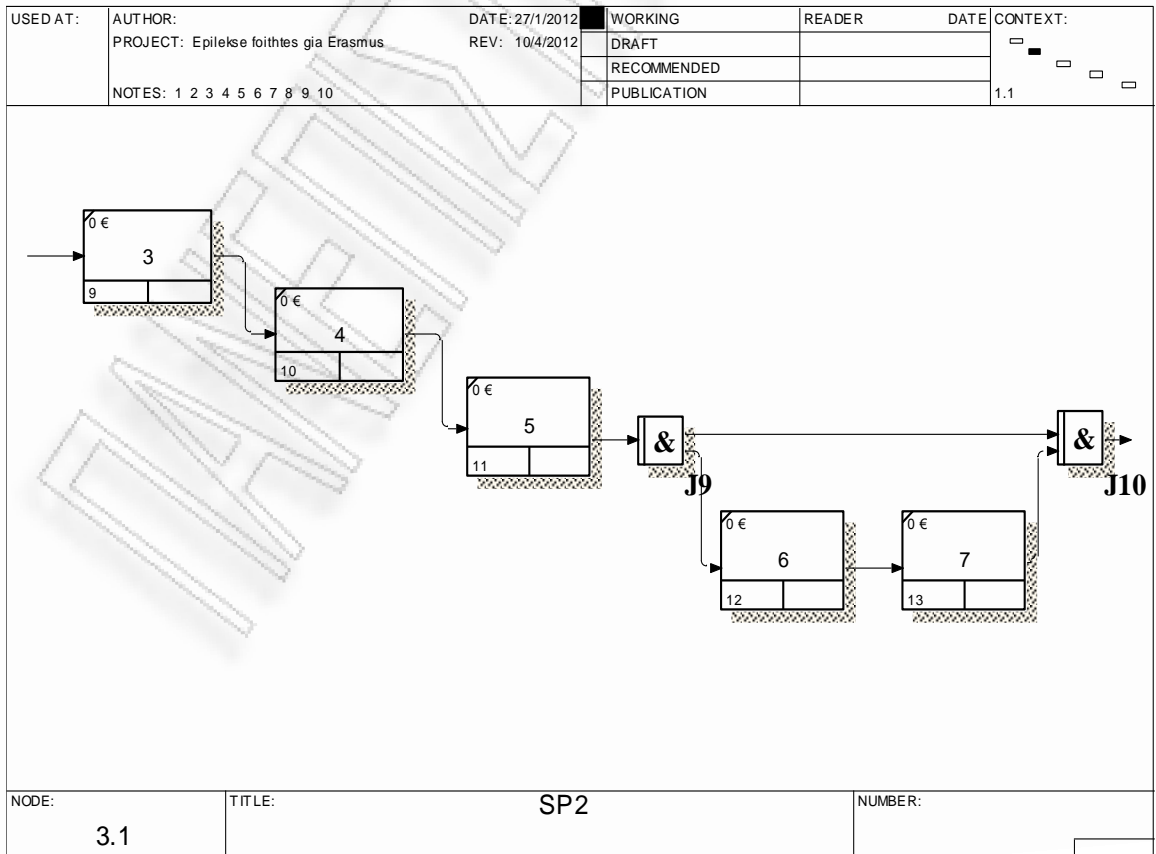 USED AT: AUTHOR: DATE: 27/1/2012 WORKING READER DATE CONTEXT:
PROJECT: Epilekse foithtes gia Erasmus REV: 10/4/2012 DRAFT
RECOMMENDED
NOTES: 1 2 3 4 5 6 7 8 9 10 PUBLICATION 1.1
0 €
3
9
0 €
4
10
0 €
5
11
&
J9
&
J10
0 €
6
12
0 €
7
13
NODE: TITLE: SP2 NUMBER:
3.1